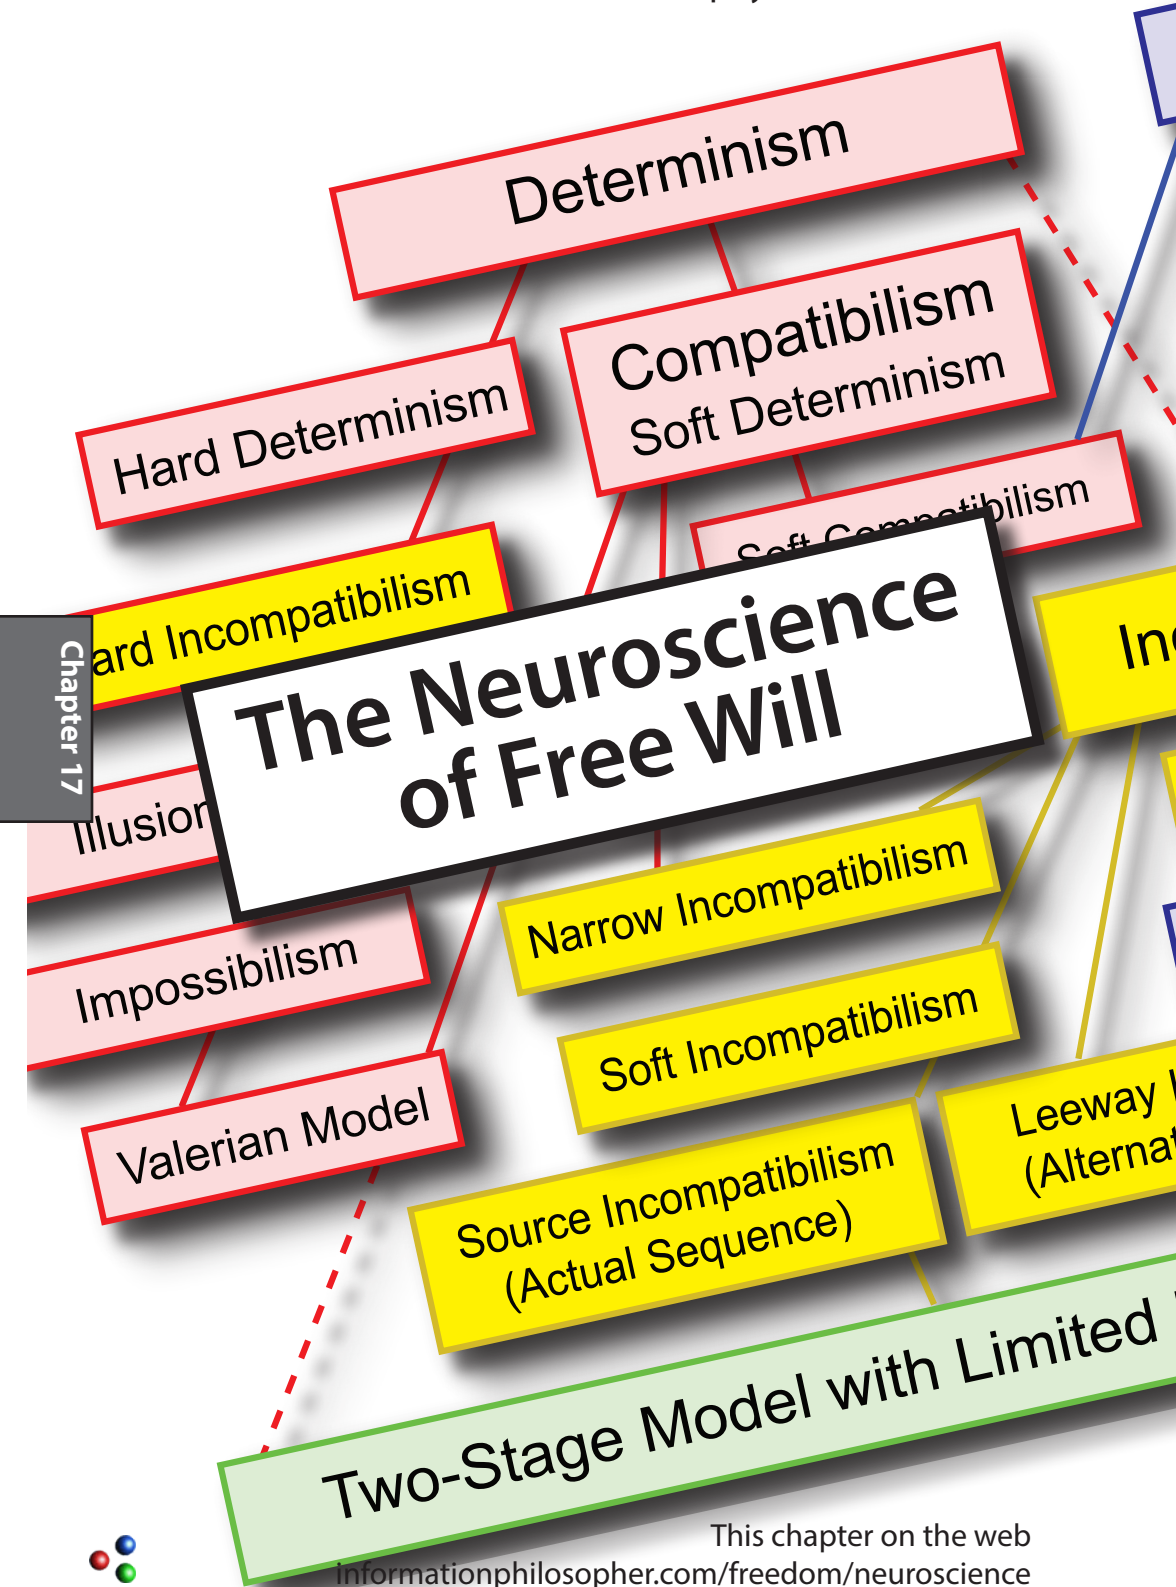 Determinism
Compatibilism
Soft Determinism
Hard Determinism
Soft Compatibilism
ard Incompatibilism
The Neuroscience
of Free Will
Chapter 17
Illusion
Narrow Incompatibilism
Impossibilism
Soft Incompatibilism
Valerian Model
Leeway
(Alternat
Source Incompatibilism
(Actual Sequence)
Two-Stage Model with Limited
This chapter on the web
informationphilosopher.com/freedom/neuroscience